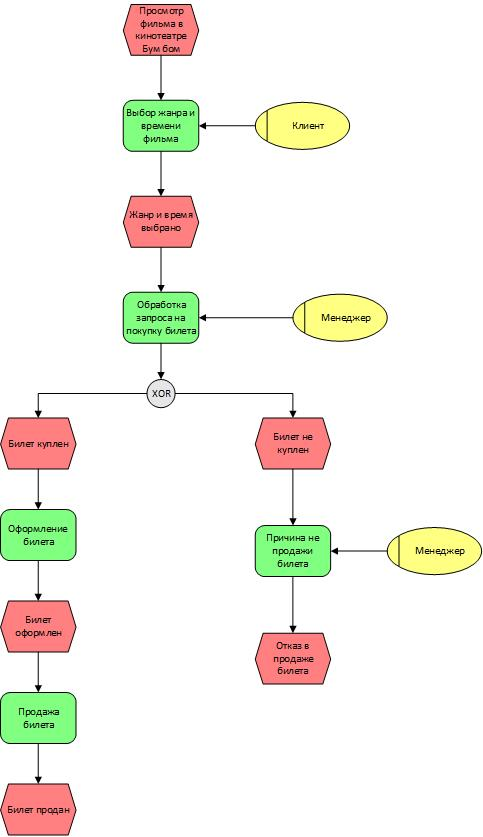 Просмотр
фильма в
кинотеатре
Бум бом
Выбор жанра и
времени
фильма
Клиент
Жанр и время
выбрано
Обработка
запроса на
покупку билета
Менеджер
XOR
Билет куплен
Билет не
куплен
Оформление
билета
Причина не
продажи
билета
Менеджер
Билет
оформлен
Отказ в
продаже
билета
Продажа
билета
Билет продан